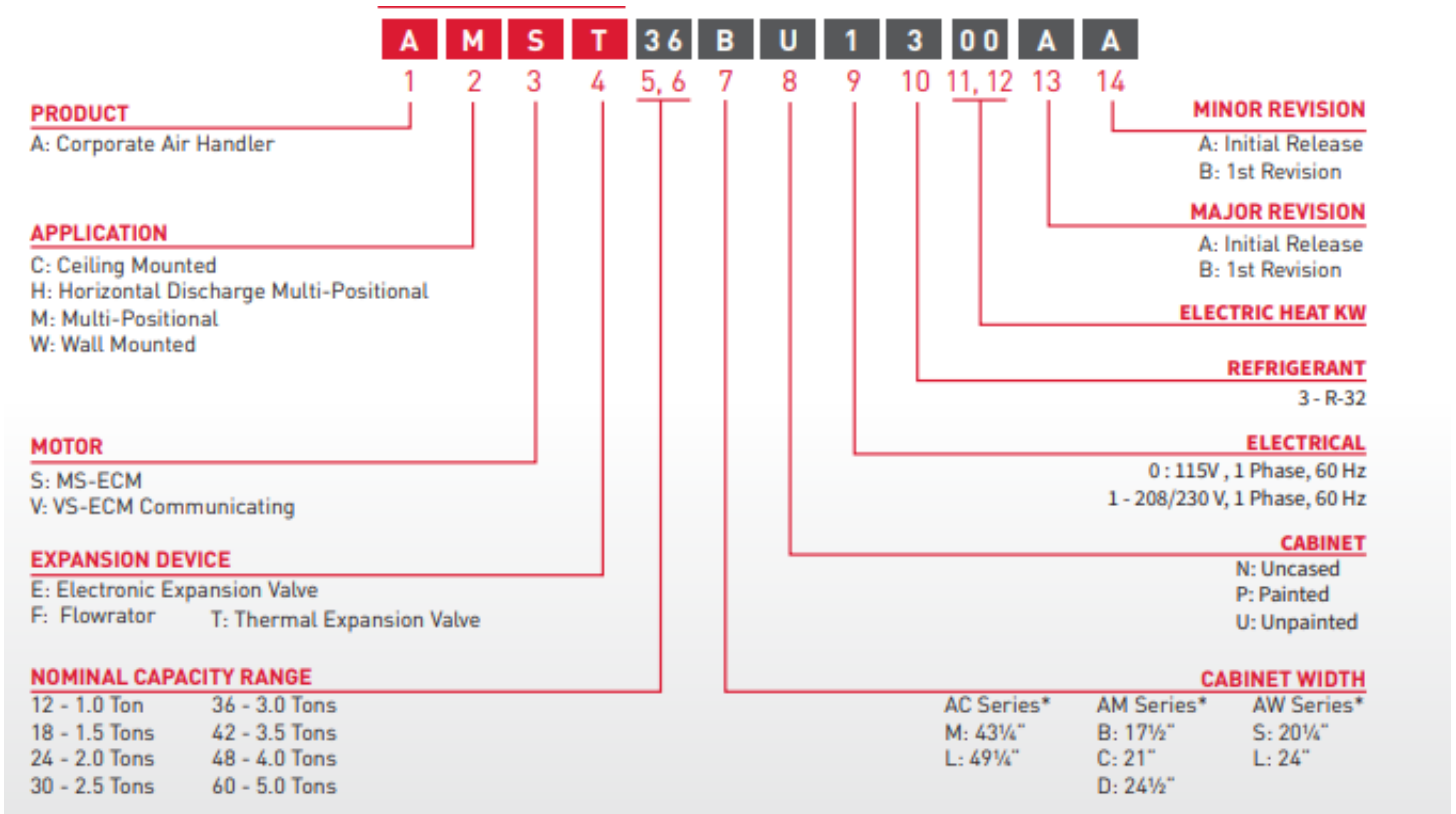 A M S T 36 B U 1 3 00 A A
1 2 3 4 5, 6 7 8 9 10 11, 12 13 14
PRODUCT
A: Corporate Air Handler
APPLICATION
C: Ceiling Mounted
H: Horizontal Discharge Multi-Positional
M: Multi-Positional
W: Wall Mounted
MOTOR
S: MS-ECM
V: VS-ECM Communicating
EXPANSION DEVICE
E: Electronic Expansion Valve
F: Flowrator T: Thermal Expansion Valve
NOMINAL CAPACITY RANGE
12 - 1.0 Ton 36 - 3.0 Tons
18 - 1.5 Tons 42 - 3.5 Tons
24 - 2.0 Tons 48 - 4.0 Tons
30 - 2.5 Tons 60 - 5.0 Tons
MINOR REVISION
A: Initial Release
B: 1st Revision
MAJOR REVISION
A: Initial Release
B: 1st Revision
ELECTRIC HEAT KW
REFRIGERANT
3 - R-32
ELECTRICAL
0 : 115V , 1 Phase, 60 Hz
1 - 208/230 V, 1 Phase, 60 Hz
CABINET
N: Uncased
P: Painted
U: Unpainted
CABINET WIDTH
AC Series* AM Series* AW Series*
M: 43¼" B: 17½" S: 20¼"
L: 49¼" C: 21" L: 24"
D: 24½"